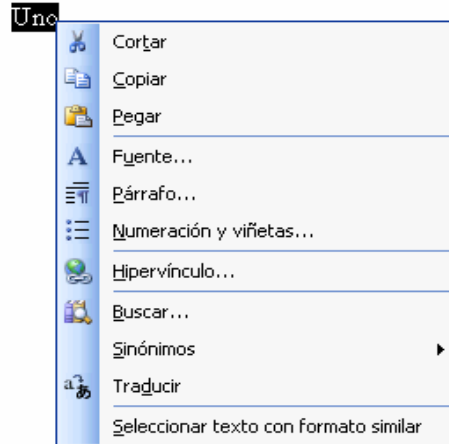 Uno
Cortar
Copiar
Pegar
Fuente...
Párrafo...
Numeración y viñetas...
Hipervínculo...
Buscar...
Sinónimos
Traducir
Seleccionar texto con formato similar